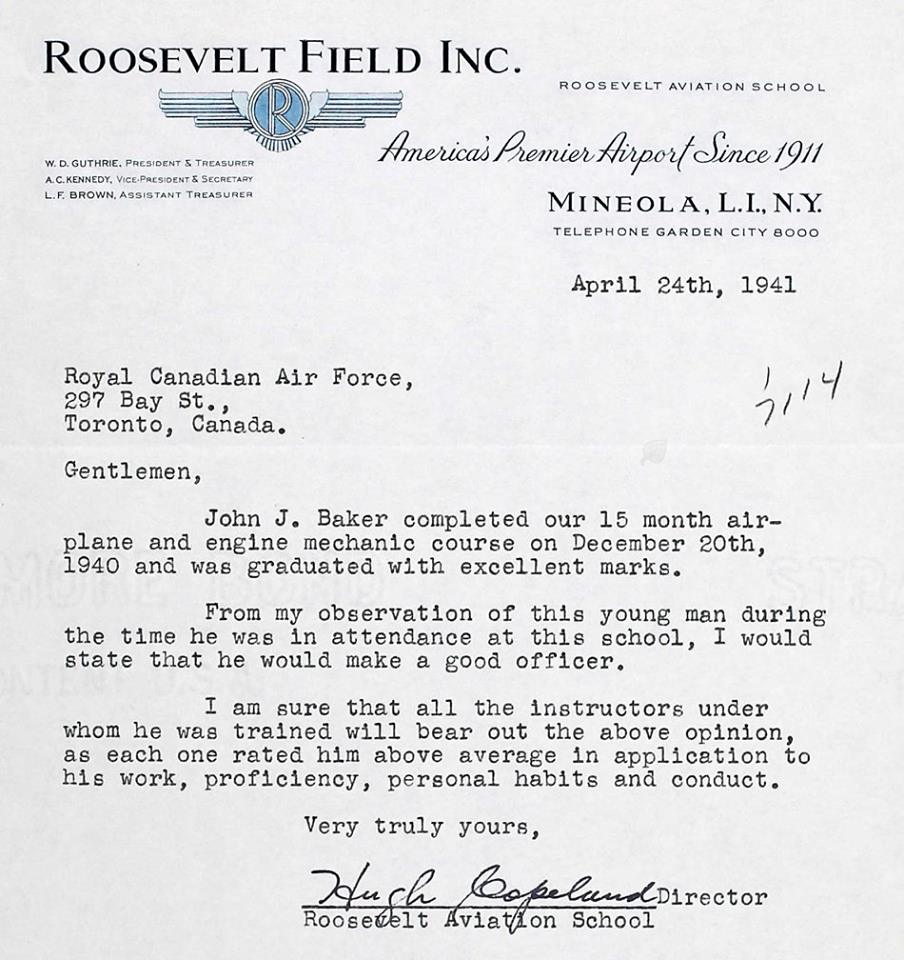 ROOSEVELT FIELD INC.
ROOSEVELT AVIATION SCHOOL
R
America's Premier Airport Since 1911
W. D. GUTHRIE, PRESIDENT & TREASURER
A. C. KENNEDY, VICE-PRESIDENT & SECRETARY
L. F. BROWN, ASSISTANT TREASURER
MINEOLA, L.I., N.Y.
TELEPHONE GARDEN CITY 8000
April 24th, 1941
Royal Canadian Air Force,
297 Bay St.,
Toronto, Canada.
Gentlemen,
John J. Baker completed our 15 month air-
plane and engine mechanic course on December 20th,
1940 and was graduated with excellent marks.
From my observation of this young man during
the time he was in attendance at this school, I would
state that he would make a good officer.
I am sure that all the instructors under
whom he was trained will bear out the above opinion,
as each one rated him above average in application to
his work, proficiency, personal habits and conduct.
Very truly yours,
Hugh Copeland Director
Roosevelt Aviation School